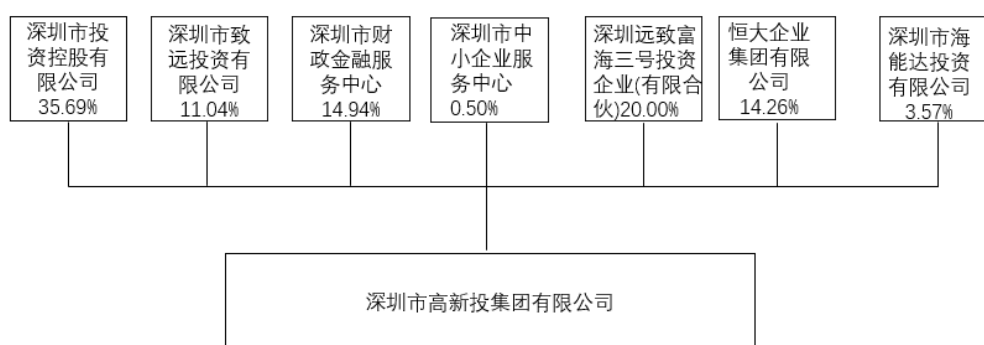 深圳市投
资控股有
限公司
35.69%
深圳市致
远投资有
限公司
11.04%
深圳市财
政金融服
务中心
14.94%
深圳市中
小企业服
务中心
0.50%
深圳远致富
海三号投资
企业(有限合
伙)20.00%
恒大企业
集团有限
公司
14.26%
深圳市海
能达投资
有限公司
3.57%
深圳市高新投集团有限公司